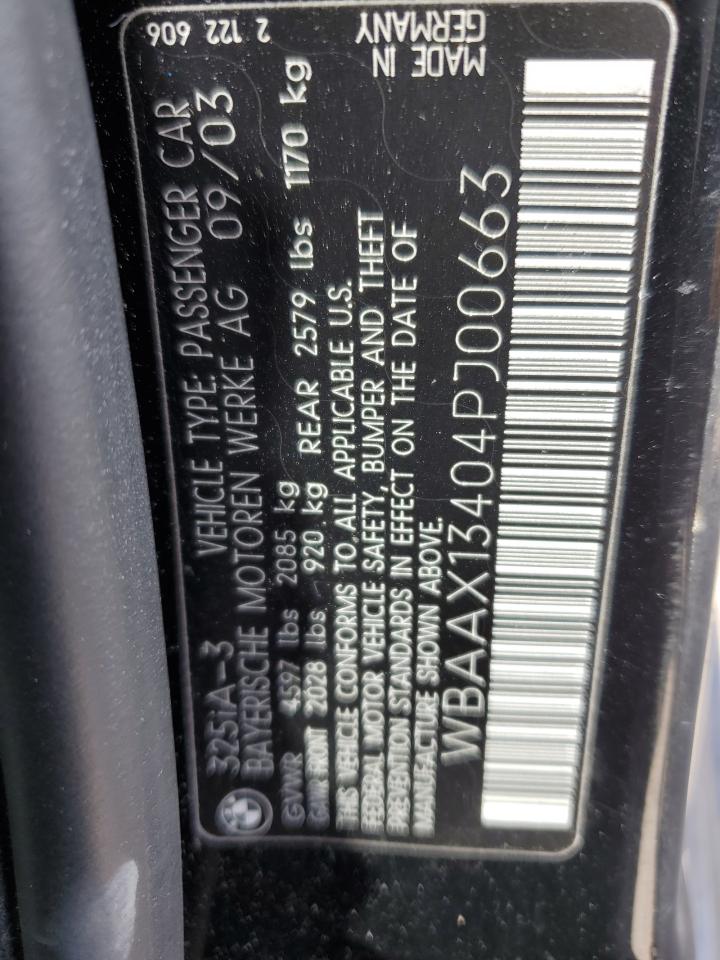 325iA-3 VEHICLE TYPE: PASSENGER CAR 2 122 606
BAYERISCHE MOTOREN WERKE AG 09/03
GVWR 4597 lbs 2085 kg
GAWR FRONT 2028 lbs 920 kg REAR 2579 lbs 1170 kg
THIS VEHICLE CONFORMS TO ALL APPLICABLE U.S.
FEDERAL MOTOR VEHICLE SAFETY, BUMPER AND THEFT
PREVENTION STANDARDS IN EFFECT ON THE DATE OF
MANUFACTURE SHOWN ABOVE.
WBAAX13404PJ00663
MADE IN
GERMANY